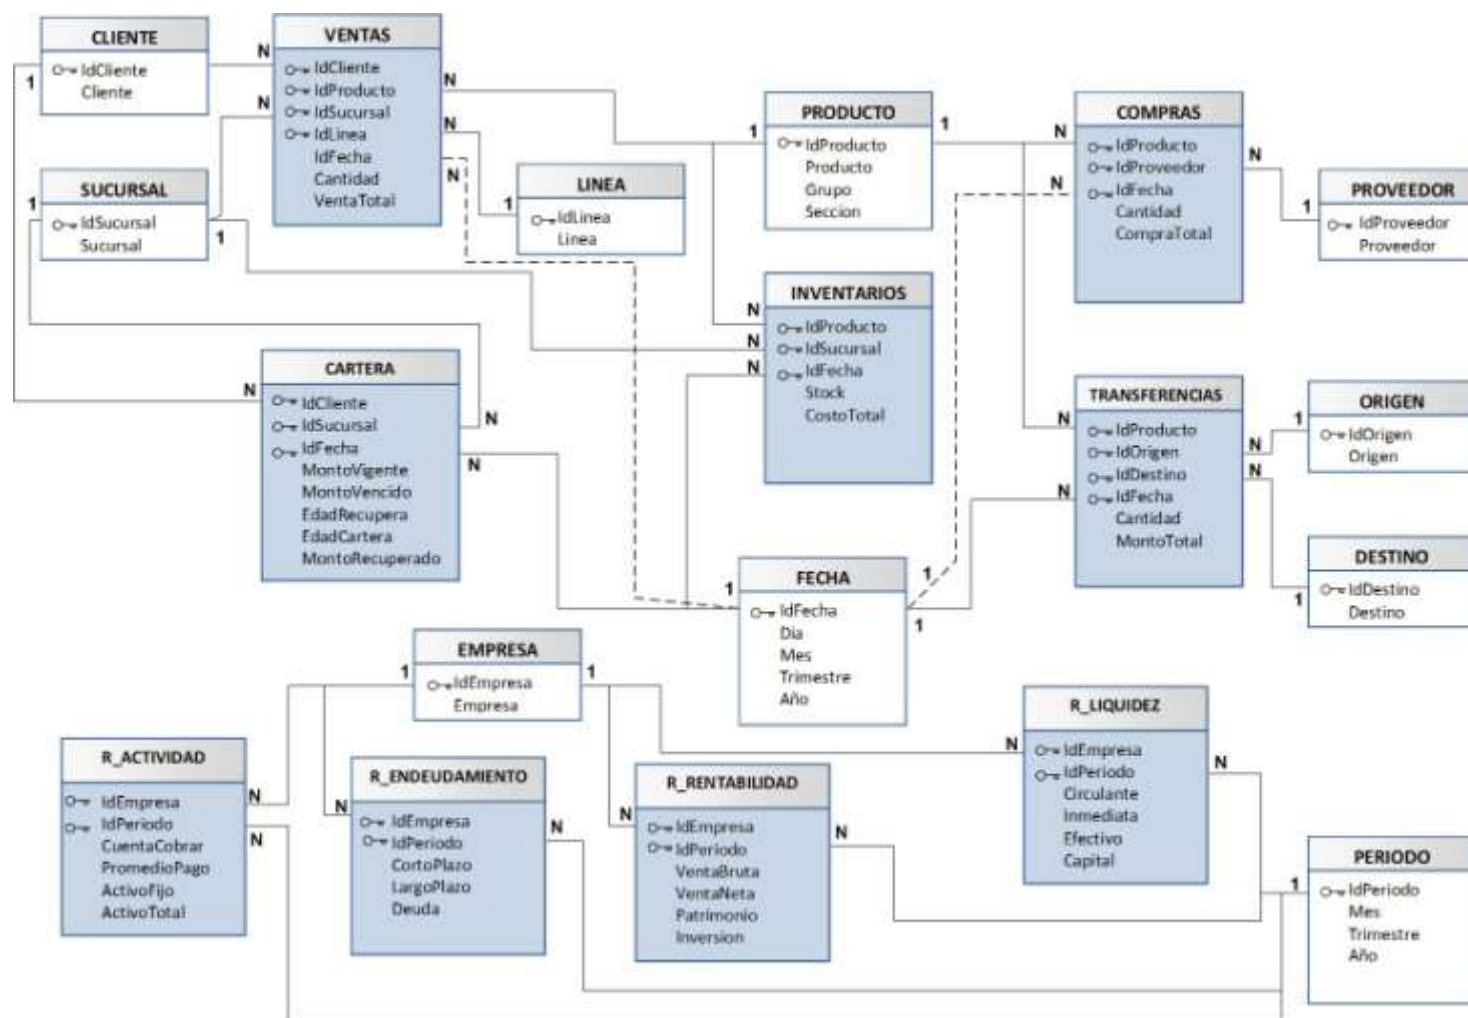 CLIENTE
IdCliente
Cliente
1
N
VENTAS
IdCliente
IdProducto
IdSucursal
IdLinea
IdFecha
Cantidad
VentaTotal
N
N
N
N
SUCURSAL
IdSucursal
Sucursal
1
1
LINEA
IdLinea
Linea
1
PRODUCTO
IdProducto
Producto
Grupo
Seccion
1
1
COMPRAS
IdProducto
IdProveedor
IdFecha
Cantidad
CompraTotal
N
N
N
PROVEEDOR
IdProveedor
Proveedor
1
INVENTARIOS
IdProducto
IdSucursal
IdFecha
Stock
CostoTotal
N
N
N
CARTERA
IdCliente
IdSucursal
IdFecha
MontoVigente
MontoVencido
EdadRecupera
EdadCartera
MontoRecuperado
N
N
N
TRANSFERENCIAS
IdProducto
IdOrigen
IdDestino
IdFecha
Cantidad
MontoTotal
N
N
N
N
ORIGEN
IdOrigen
Origen
1
DESTINO
IdDestino
Destino
1
FECHA
IdFecha
Dia
Mes
Trimestre
Año
1
1
1
EMPRESA
IdEmpresa
Empresa
1
1
R_ACTIVIDAD
IdEmpresa
IdPeriodo
CuentaCobrar
PromedioPago
ActivoFijo
ActivoTotal
N
N
R_ENDEUDAMIENTO
IdEmpresa
IdPeriodo
CortoPlazo
LargoPlazo
Deuda
N
N
R_RENTABILIDAD
IdEmpresa
IdPeriodo
VentaBruta
VentaNeta
Patrimonio
Inversion
N
N
R_LIQUIDEZ
IdEmpresa
IdPeriodo
Circulante
Inmediata
Efectivo
Capital
N
N
PERIODO
IdPeriodo
Mes
Trimestre
Año
1